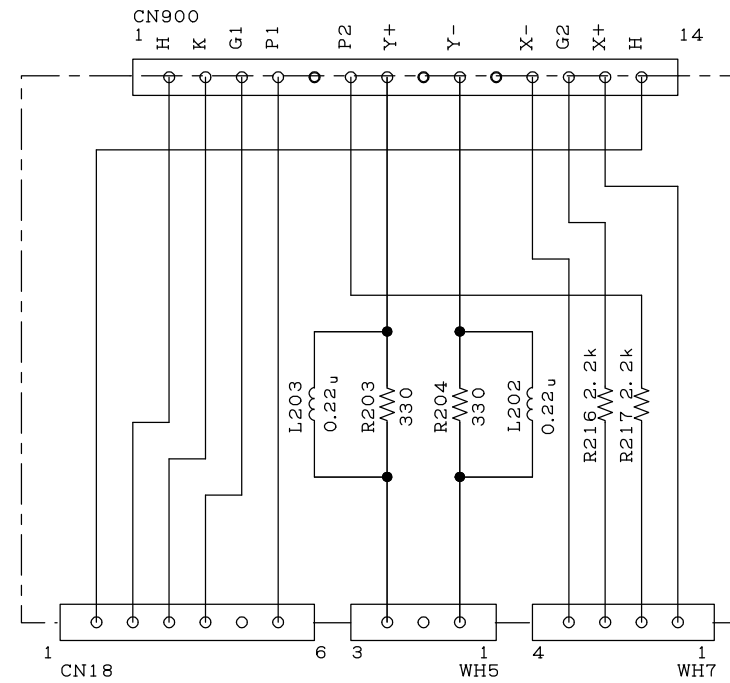 CN900
1
H
K
G1
P1
P2
Y+
Y-
X-
G2
X+
H
14
L203
0.22u
R203
330
R204
330
L202
0.22u
R216 2.2k
R217 2.2k
1
CN18
6
3
1
WH5
4
1
WH7